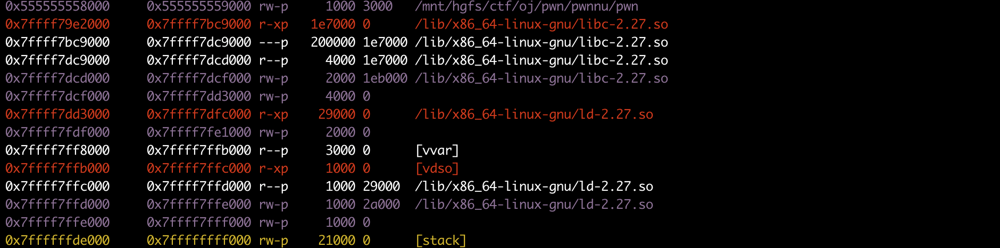 0x555555558000     0x555555559000 rw-p     1000 3000   /mnt/hgfs/ctf/oj/pwn/pwnnu/pwn
0x7ffff79e2000     0x7ffff7bc9000 r-xp   1e7000 0      /lib/x86_64-linux-gnu/libc-2.27.so
0x7ffff7bc9000     0x7ffff7dc9000 ---p   200000 1e7000 /lib/x86_64-linux-gnu/libc-2.27.so
0x7ffff7dc9000     0x7ffff7dcd000 r--p     4000 1e7000 /lib/x86_64-linux-gnu/libc-2.27.so
0x7ffff7dcd000     0x7ffff7dcf000 rw-p     2000 1eb000 /lib/x86_64-linux-gnu/libc-2.27.so
0x7ffff7dcf000     0x7ffff7dd3000 rw-p     4000 0
0x7ffff7dd3000     0x7ffff7dfc000 r-xp    29000 0      /lib/x86_64-linux-gnu/ld-2.27.so
0x7ffff7fdf000     0x7ffff7fe1000 rw-p     2000 0
0x7ffff7ff8000     0x7ffff7ffb000 r--p     3000 0      [vvar]
0x7ffff7ffb000     0x7ffff7ffc000 r-xp     1000 0      [vdso]
0x7ffff7ffc000     0x7ffff7ffd000 r--p     1000 29000  /lib/x86_64-linux-gnu/ld-2.27.so
0x7ffff7ffd000     0x7ffff7ffe000 rw-p     1000 2a000  /lib/x86_64-linux-gnu/ld-2.27.so
0x7ffff7ffe000     0x7ffff7fff000 rw-p     1000 0
0x7ffffffde000     0x7ffffffff000 rw-p    21000 0      [stack]